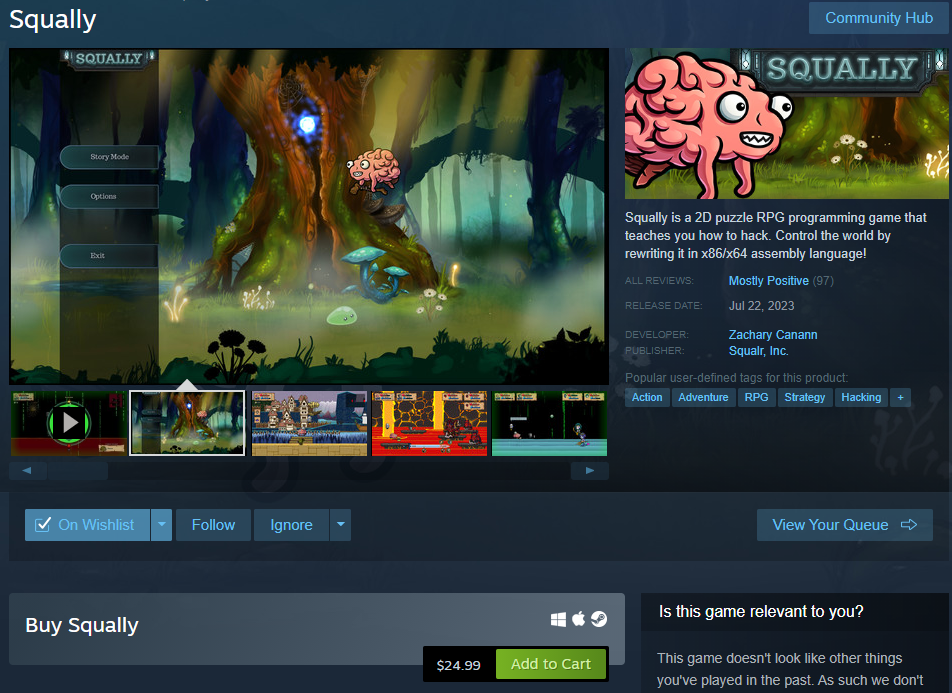 Squally
Community Hub
SQUALLY
Story Mode
Options
Exit
SQUALLY
Squally is a 2D puzzle RPG programming game that
teaches you how to hack. Control the world by
rewriting it in x86/x64 assembly language!
ALL REVIEWS: Mostly Positive (97)
RELEASE DATE: Jul 22, 2023
DEVELOPER: Zachary Canann
PUBLISHER: Squalr, Inc.
Popular user-defined tags for this product:
Action Adventure RPG Strategy Hacking +
On Wishlist Follow Ignore View Your Queue
Buy Squally
$24.99 Add to Cart
Is this game relevant to you?
This game doesn't look like other things
you've played in the past. As such we don't